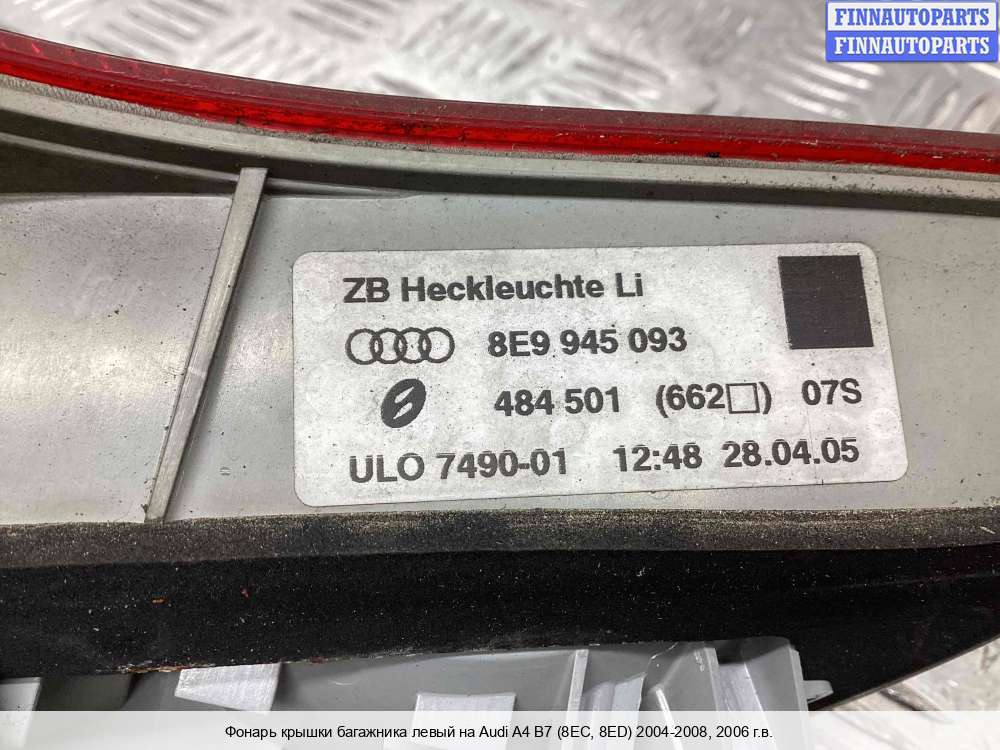 FINNAUTOPARTS
FINNAUTOPARTS
ZB Heckleuchte Li
8E9 945 093
484 501 (662□) 07S
ULO 7490-01 12:48 28.04.05
Фонарь крышки багажника левый на Audi A4 B7 (8EC, 8ED) 2004-2008, 2006 г.в.